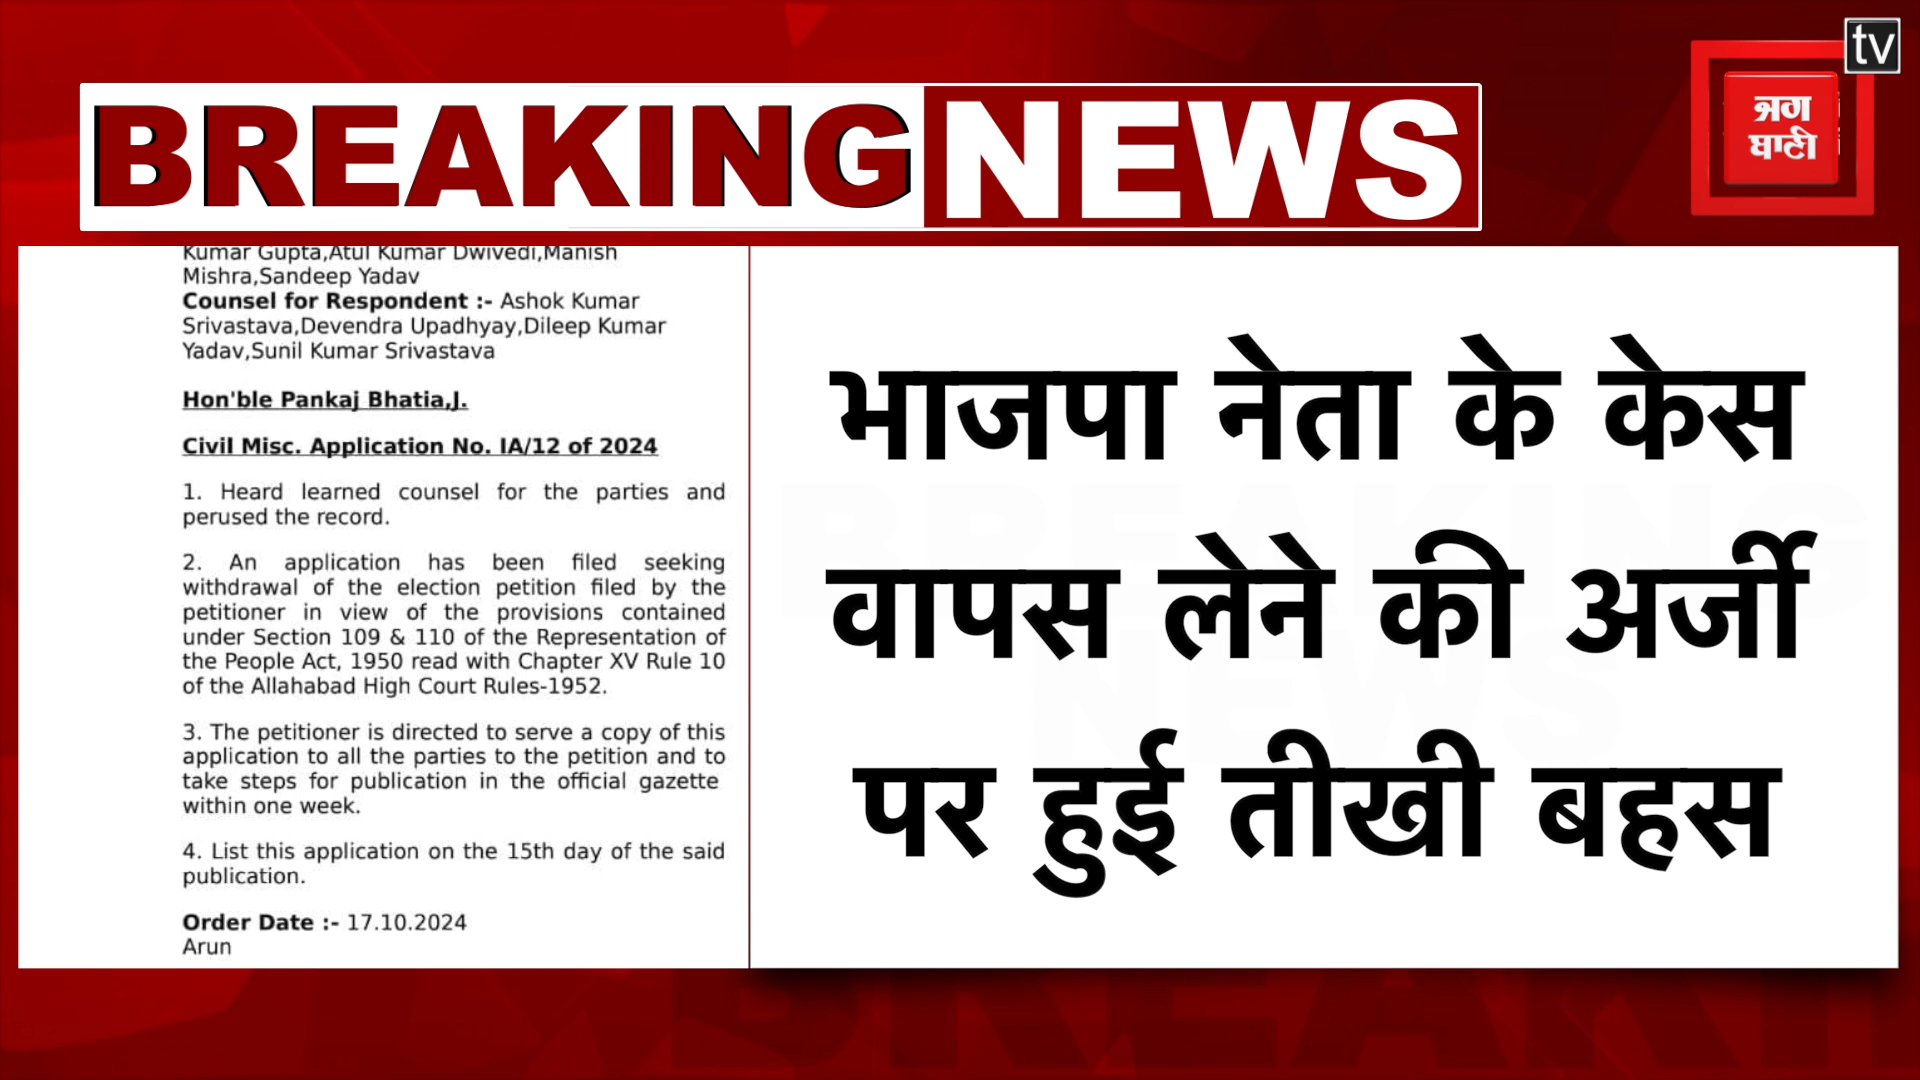 BREAKING NEWS
tv
ਜਗ
ਬਾਣੀ
Kumar Gupta,Atul Kumar Dwivedi,Manish
Mishra,Sandeep Yadav
Counsel for Respondent :- Ashok Kumar
Srivastava,Devendra Upadhyay,Dileep Kumar
Yadav,Sunil Kumar Srivastava
Hon'ble Pankaj Bhatia,J.
Civil Misc. Application No. IA/12 of 2024
1. Heard learned counsel for the parties and
perused the record.
2. An application has been filed seeking
withdrawal of the election petition filed by the
petitioner in view of the provisions contained
under Section 109 & 110 of the Representation of
the People Act, 1950 read with Chapter XV Rule 10
of the Allahabad High Court Rules-1952.
3. The petitioner is directed to serve a copy of this
application to all the parties to the petition and to
take steps for publication in the official gazette
within one week.
4. List this application on the 15th day of the said
publication.
Order Date :- 17.10.2024
Arun
भाजपा नेता के केस
वापस लेने की अर्जी
पर हुई तीखी बहस